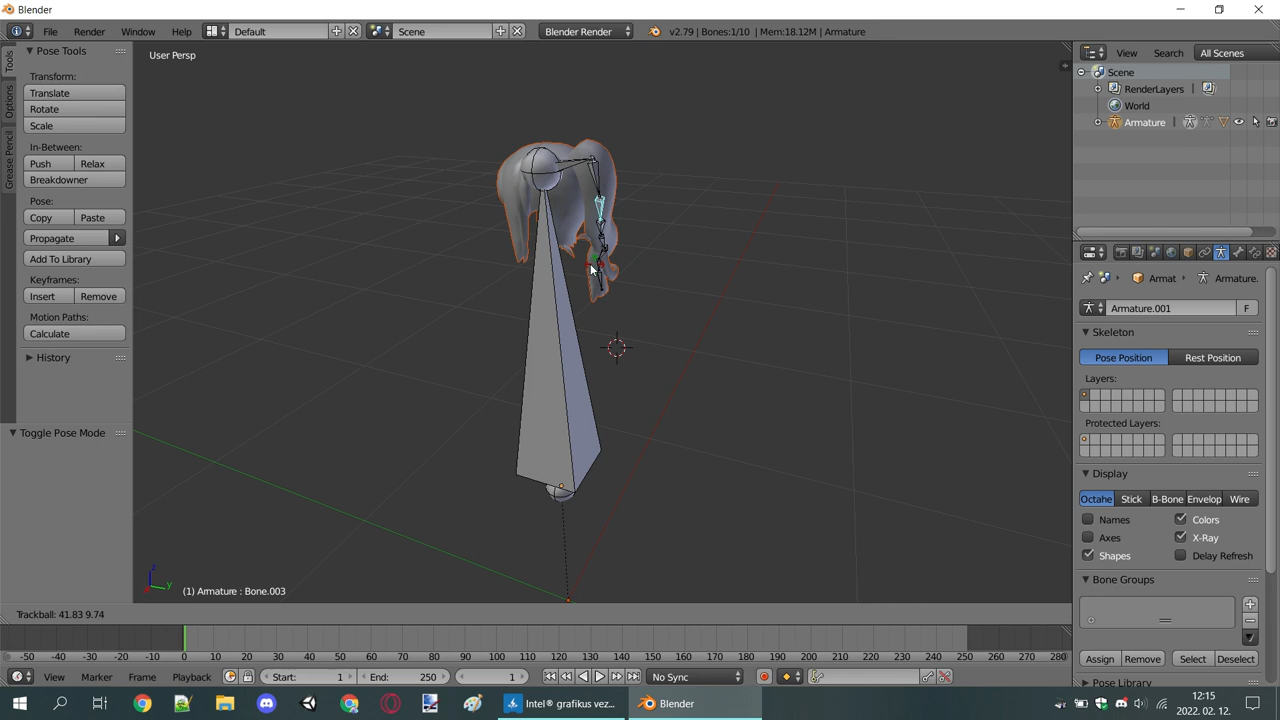 Blender
File Render Window Help Default Scene Blender Render v2.79 | Bones:1/10 | Mem:18.12M | Armature
Tools
Options
Grease Pencil
Pose Tools
Transform:
Translate
Rotate
Scale
In-Between:
Push Relax
Breakdowner
Pose:
Copy Paste
Propagate
Add To Library
Keyframes:
Insert Remove
Motion Paths:
Calculate
History
Toggle Pose Mode
User Persp
z
y
x
(1) Armature : Bone.003
Trackball: 41.83 9.74
View Search All Scenes
Scene
RenderLayers
World
Armature
Armat Armature.
Armature.001 F
Skeleton
Pose Position Rest Position
Layers:
Protected Layers:
Display
Octahe Stick B-Bone Envelop Wire
Names Colors
Axes X-Ray
Shapes Delay Refresh
Bone Groups
Assign Remove Select Deselect
Pose Library
-50 -40 -30 -20 -10 0 10 20 30 40 50 60 70 80 90 100 110 120 130 140 150 160 170 180 190 200 210 220 230 240 250 260 270 280
View Marker Frame Playback Start: 1 End: 250 1 No Sync
Intel® grafikus vez... Blender
12:15
2022. 02. 12.